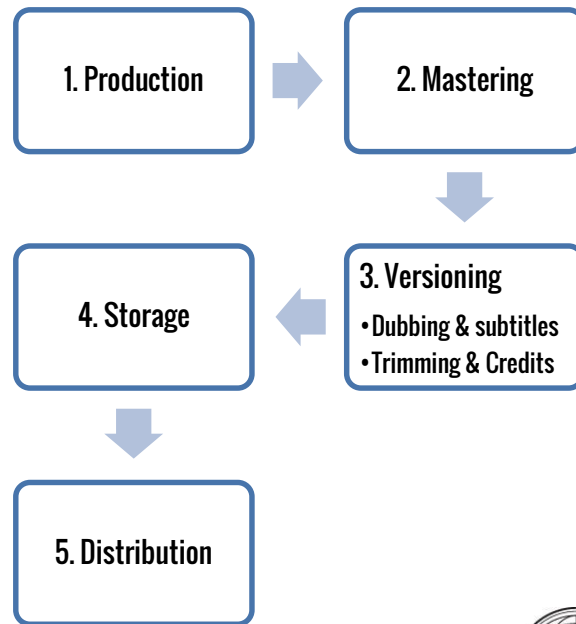 1. Production
2. Mastering
3. Versioning
•Dubbing & subtitles
•Trimming & Credits
4. Storage
5. Distribution